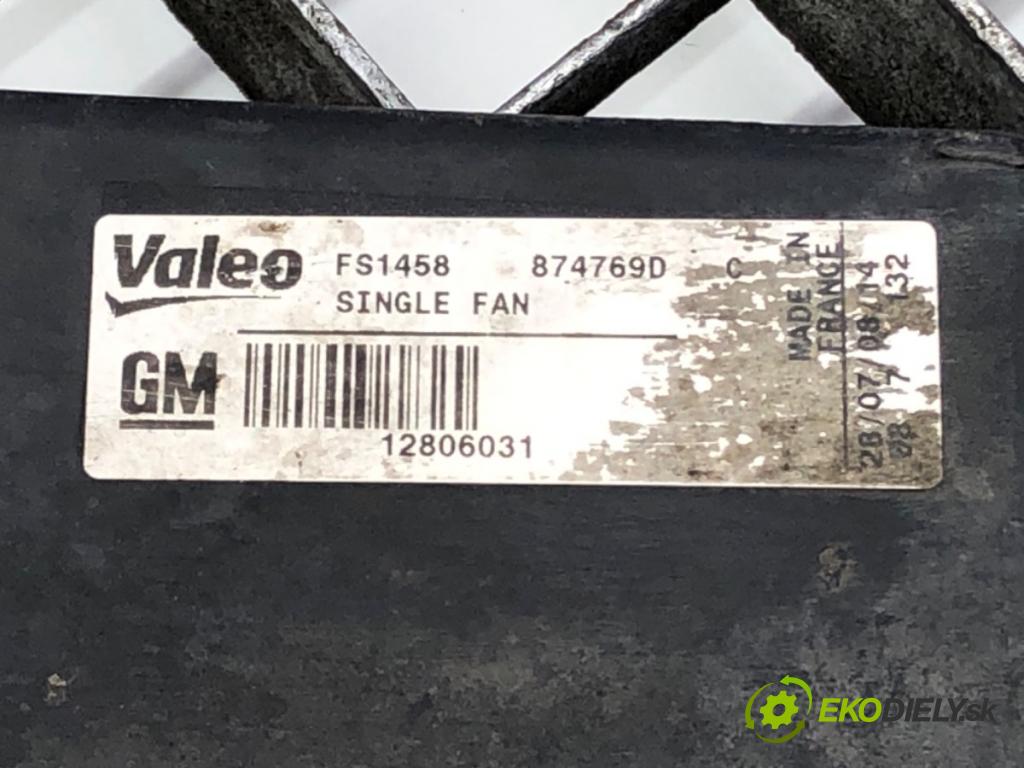 Valeo FS1458 874769D C
SINGLE FAN
GM
12806031
MADE IN
FRANCE
28/07/08/14
132
EKODIELY.sk